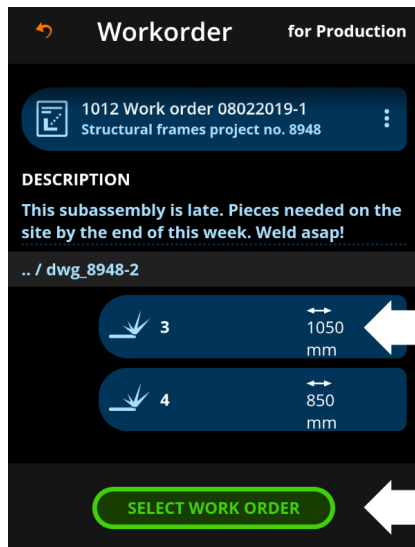 Workorder for Production
1012 Work order 08022019-1
Structural frames project no. 8948
DESCRIPTION
This subassembly is late. Pieces needed on the
site by the end of this week. Weld asap!
.. / dwg_8948-2
3 1050
mm
4 850
mm
SELECT WORK ORDER